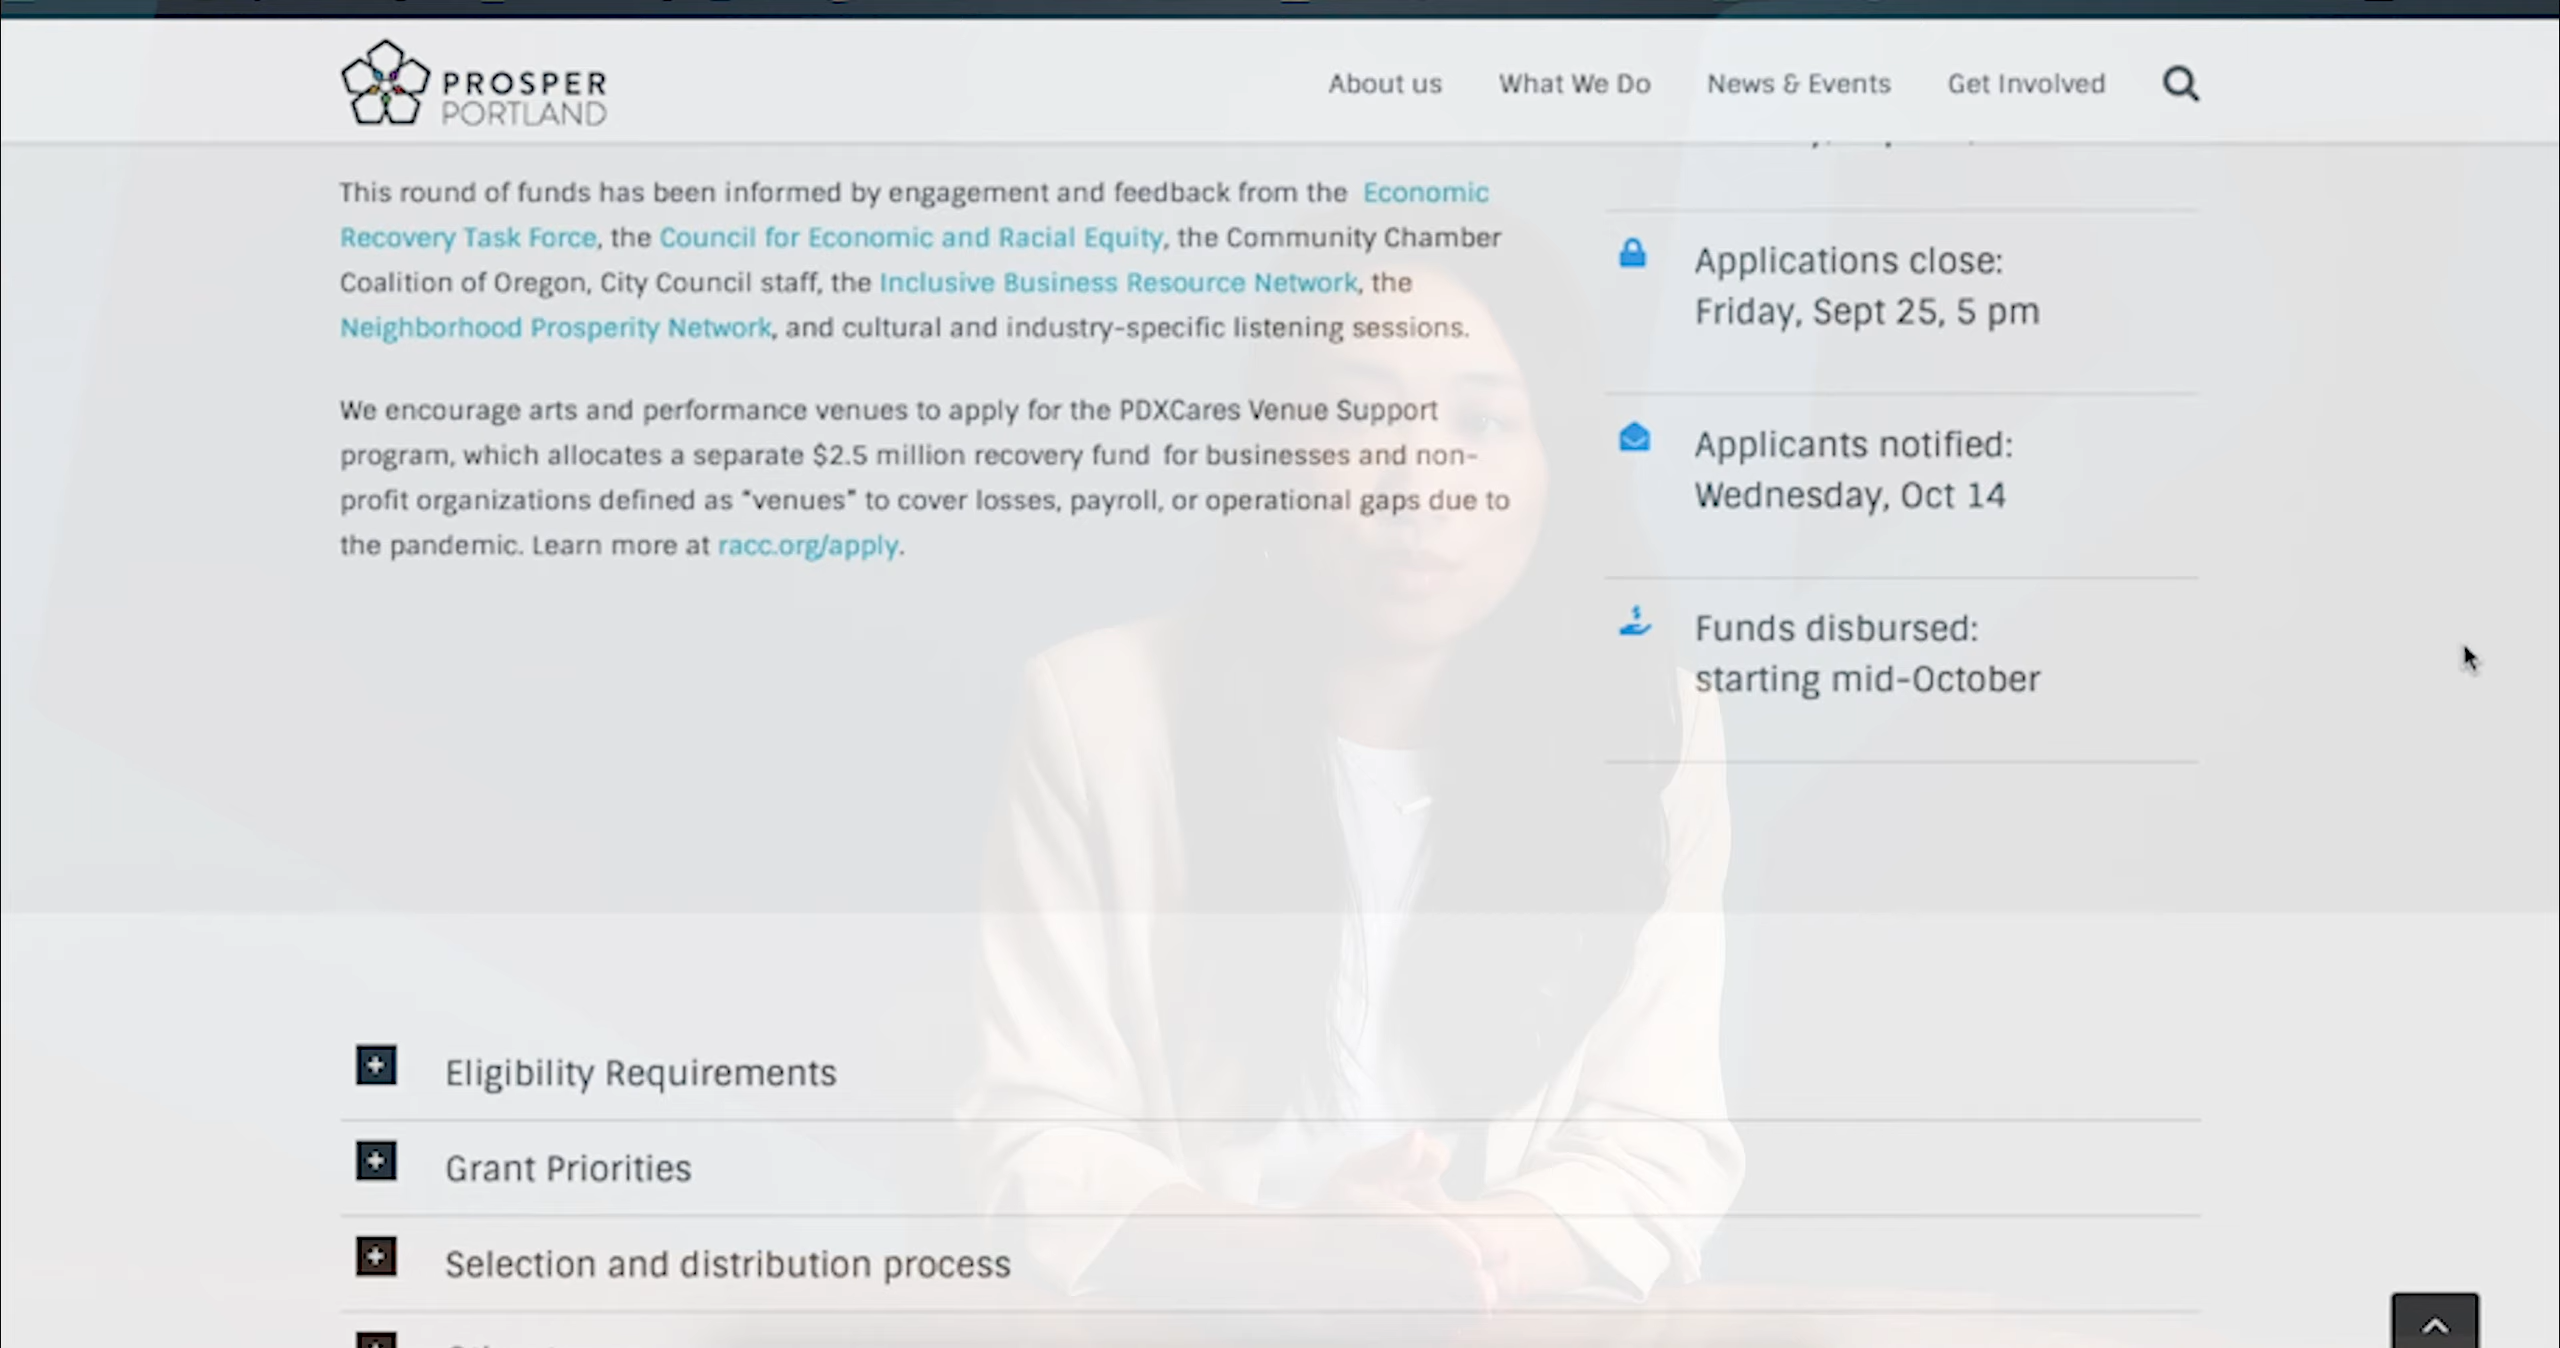 PROSPER
PORTLAND
About us
What We Do
News & Events
Get Involved
This round of funds has been informed by engagement and feedback from the Economic
Recovery Task Force, the Council for Economic and Racial Equity, the Community Chamber
Coalition of Oregon, City Council staff, the Inclusive Business Resource Network, the
Neighborhood Prosperity Network, and cultural and industry-specific listening sessions.
We encourage arts and performance venues to apply for the PDXCares Venue Support
program, which allocates a separate $2.5 million recovery fund for businesses and non-
profit organizations defined as “venues” to cover losses, payroll, or operational gaps due to
the pandemic. Learn more at racc.org/apply.
Applications close:
Friday, Sept 25, 5 pm
Applicants notified:
Wednesday, Oct 14
Funds disbursed:
starting mid-October
Eligibility Requirements
Grant Priorities
Selection and distribution process